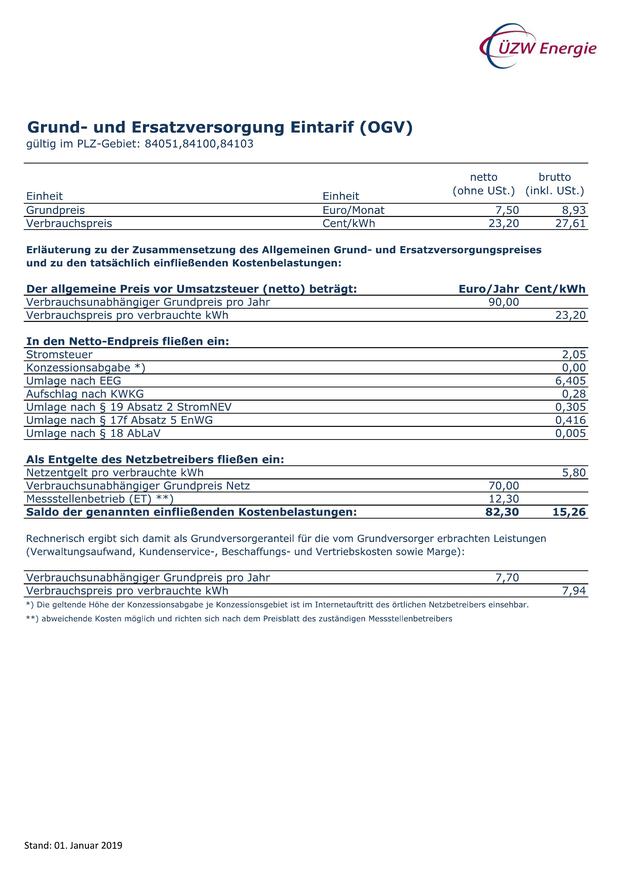 ÜZW Energie
Grund- und Ersatzversorgung Eintarif (OGV)
gültig im PLZ-Gebiet: 84051,84100,84103
netto brutto
(ohne USt.) (inkl. USt.)
Einheit Einheit
Grundpreis Euro/Monat 7,50 8,93
Verbrauchspreis Cent/kWh 23,20 27,61
Erläuterung zu der Zusammensetzung des Allgemeinen Grund- und Ersatzversorgungspreises
und zu den tatsächlich einfließenden Kostenbelastungen:
Der allgemeine Preis vor Umsatzsteuer (netto) beträgt: Euro/Jahr Cent/kWh
Verbrauchsunabhängiger Grundpreis pro Jahr 90,00
Verbrauchspreis pro verbrauchte kWh 23,20
In den Netto-Endpreis fließen ein:
Stromsteuer 2,05
Konzessionsabgabe *) 0,00
Umlage nach EEG 6,405
Aufschlag nach KWKG 0,28
Umlage nach § 19 Absatz 2 StromNEV 0,305
Umlage nach § 17f Absatz 5 EnWG 0,416
Umlage nach § 18 AbLaV 0,005
Als Entgelte des Netzbetreibers fließen ein:
Netzentgelt pro verbrauchte kWh 5,80
Verbrauchsunabhängiger Grundpreis Netz 70,00
Messstellenbetrieb (ET) **) 12,30
Saldo der genannten einfließenden Kostenbelastungen: 82,30 15,26
Rechnerisch ergibt sich damit als Grundversorgeranteil für die vom Grundversorger erbrachten Leistungen
(Verwaltungsaufwand, Kundenservice-, Beschaffungs- und Vertriebskosten sowie Marge):
Verbrauchsunabhängiger Grundpreis pro Jahr 7,70
Verbrauchspreis pro verbrauchte kWh 7,94
*) Die geltende Höhe der Konzessionsabgabe je Konzessionsgebiet ist im Internetauftritt des örtlichen Netzbetreibers einsehbar.
**) abweichende Kosten möglich und richten sich nach dem Preisblatt des zuständigen Messstellenbetreibers
Stand: 01. Januar 2019